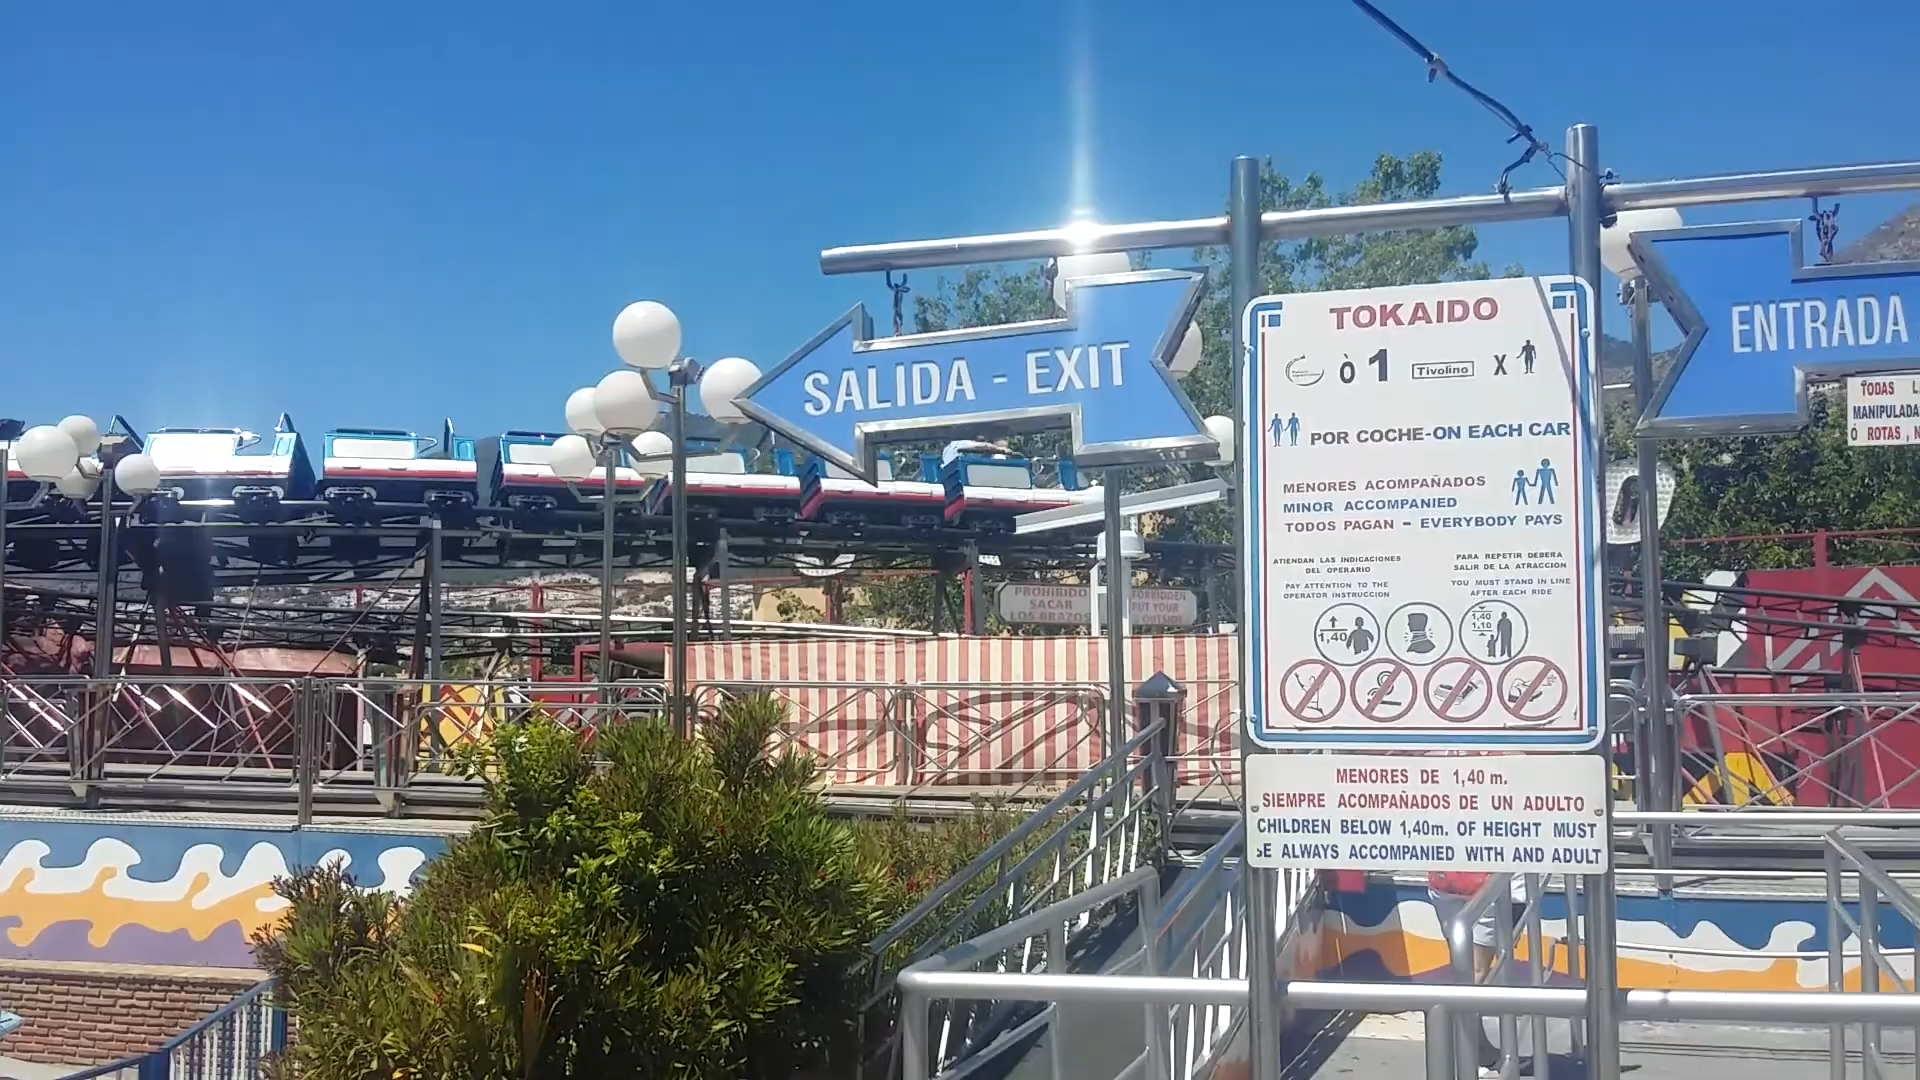 SALIDA - EXIT
TOKAIDO
Ò 1 Tivolino X
POR COCHE-ON EACH CAR
MENORES ACOMPAÑADOS
MINOR ACCOMPANIED
TODOS PAGAN - EVERYBODY PAYS
ATIENDAN LAS INDICACIONES
DEL OPERARIO
PAY ATTENTION TO THE
OPERATOR INSTRUCTION
PARA REPETIR DEBERA
SALIR DE LA ATRACCION
YOU MUST STAND IN LINE
AFTER EACH RIDE
1,40
1,40
1,10
MENORES DE 1,40 m.
SIEMPRE ACOMPAÑADOS DE UN ADULTO
CHILDREN BELOW 1,40m. OF HEIGHT MUST
BE ALWAYS ACCOMPANIED WITH AND ADULT
ENTRADA
TODAS
MANIPULADA
Ó ROTAS,
PROHIBIDO
SACAR
LOS BRAZOS
FORBIDDEN
PUT YOUR